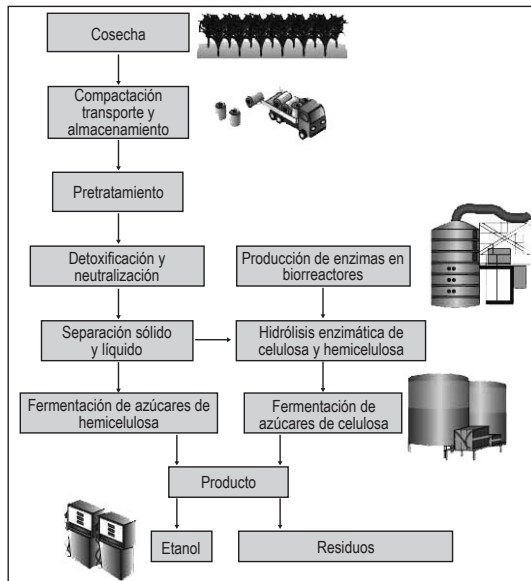 Cosecha
Compactación
transporte y
almacenamiento
Pretratamiento
Detoxificación y
neutralización
Producción de enzimas en
biorreactores
Separación sólido
y líquido
Hidrólisis enzimática de
celulosa y hemicelulosa
Fermentación de azúcares de
hemicelulosa
Fermentación de
azúcares de celulosa
Producto
Etanol
Residuos